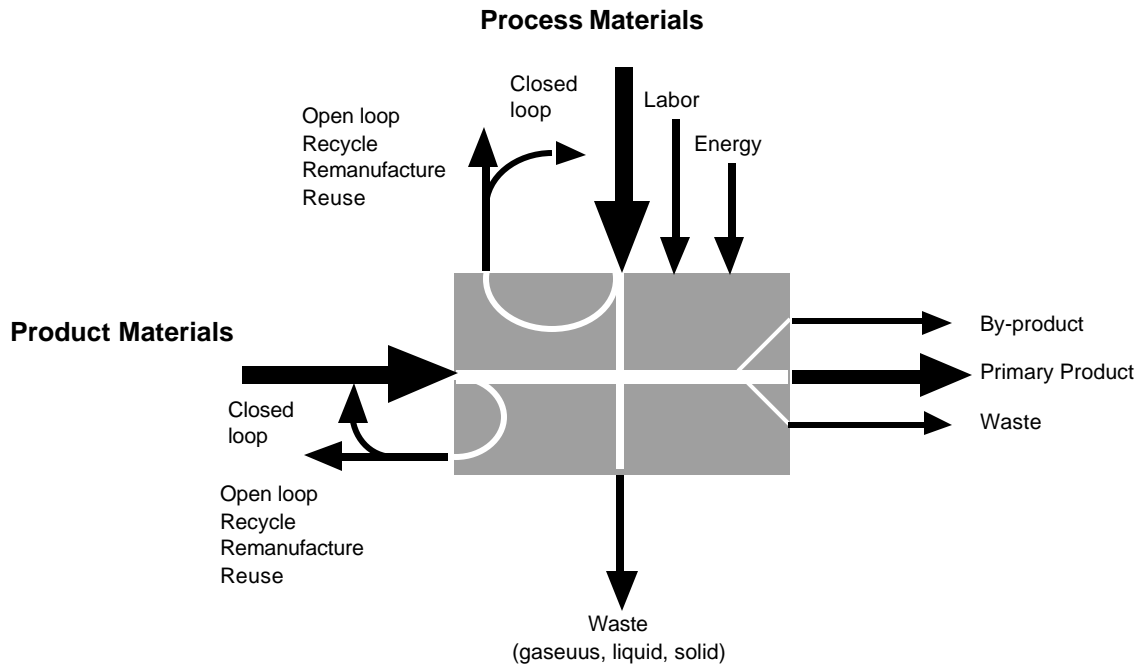 Process Materials
Closed
loop
Labor
Open loop
Recycle
Remanufacture
Reuse
Energy
Product Materials
By-product
Primary Product
Waste
Closed
loop
Open loop
Recycle
Remanufacture
Reuse
Waste
(gaseuus, liquid, solid)